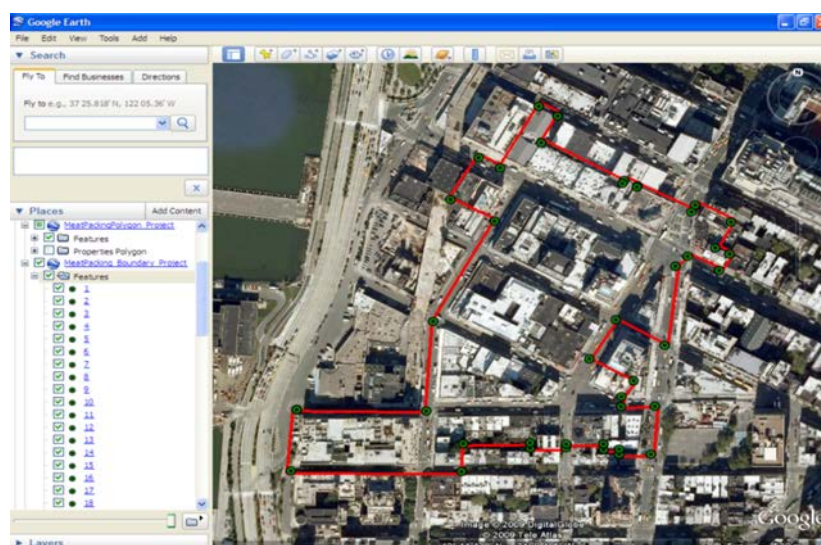 Google Earth
File Edit View Tools Add Help
Search
Fly To Find Businesses Directions
Fly to e.g., 37 25.818' N, 122 05.36' W
Places Add Content
MeatPackingPolygon Project
Features
Properties Polygon
MeatPacking Boundary Project
Features
1
2
3
4
5
6
7
8
9
10
11
12
13
14
15
16
17
18
Layers
Image © 2009 DigitalGlobe
© 2009 Tele Atlas
Google
N